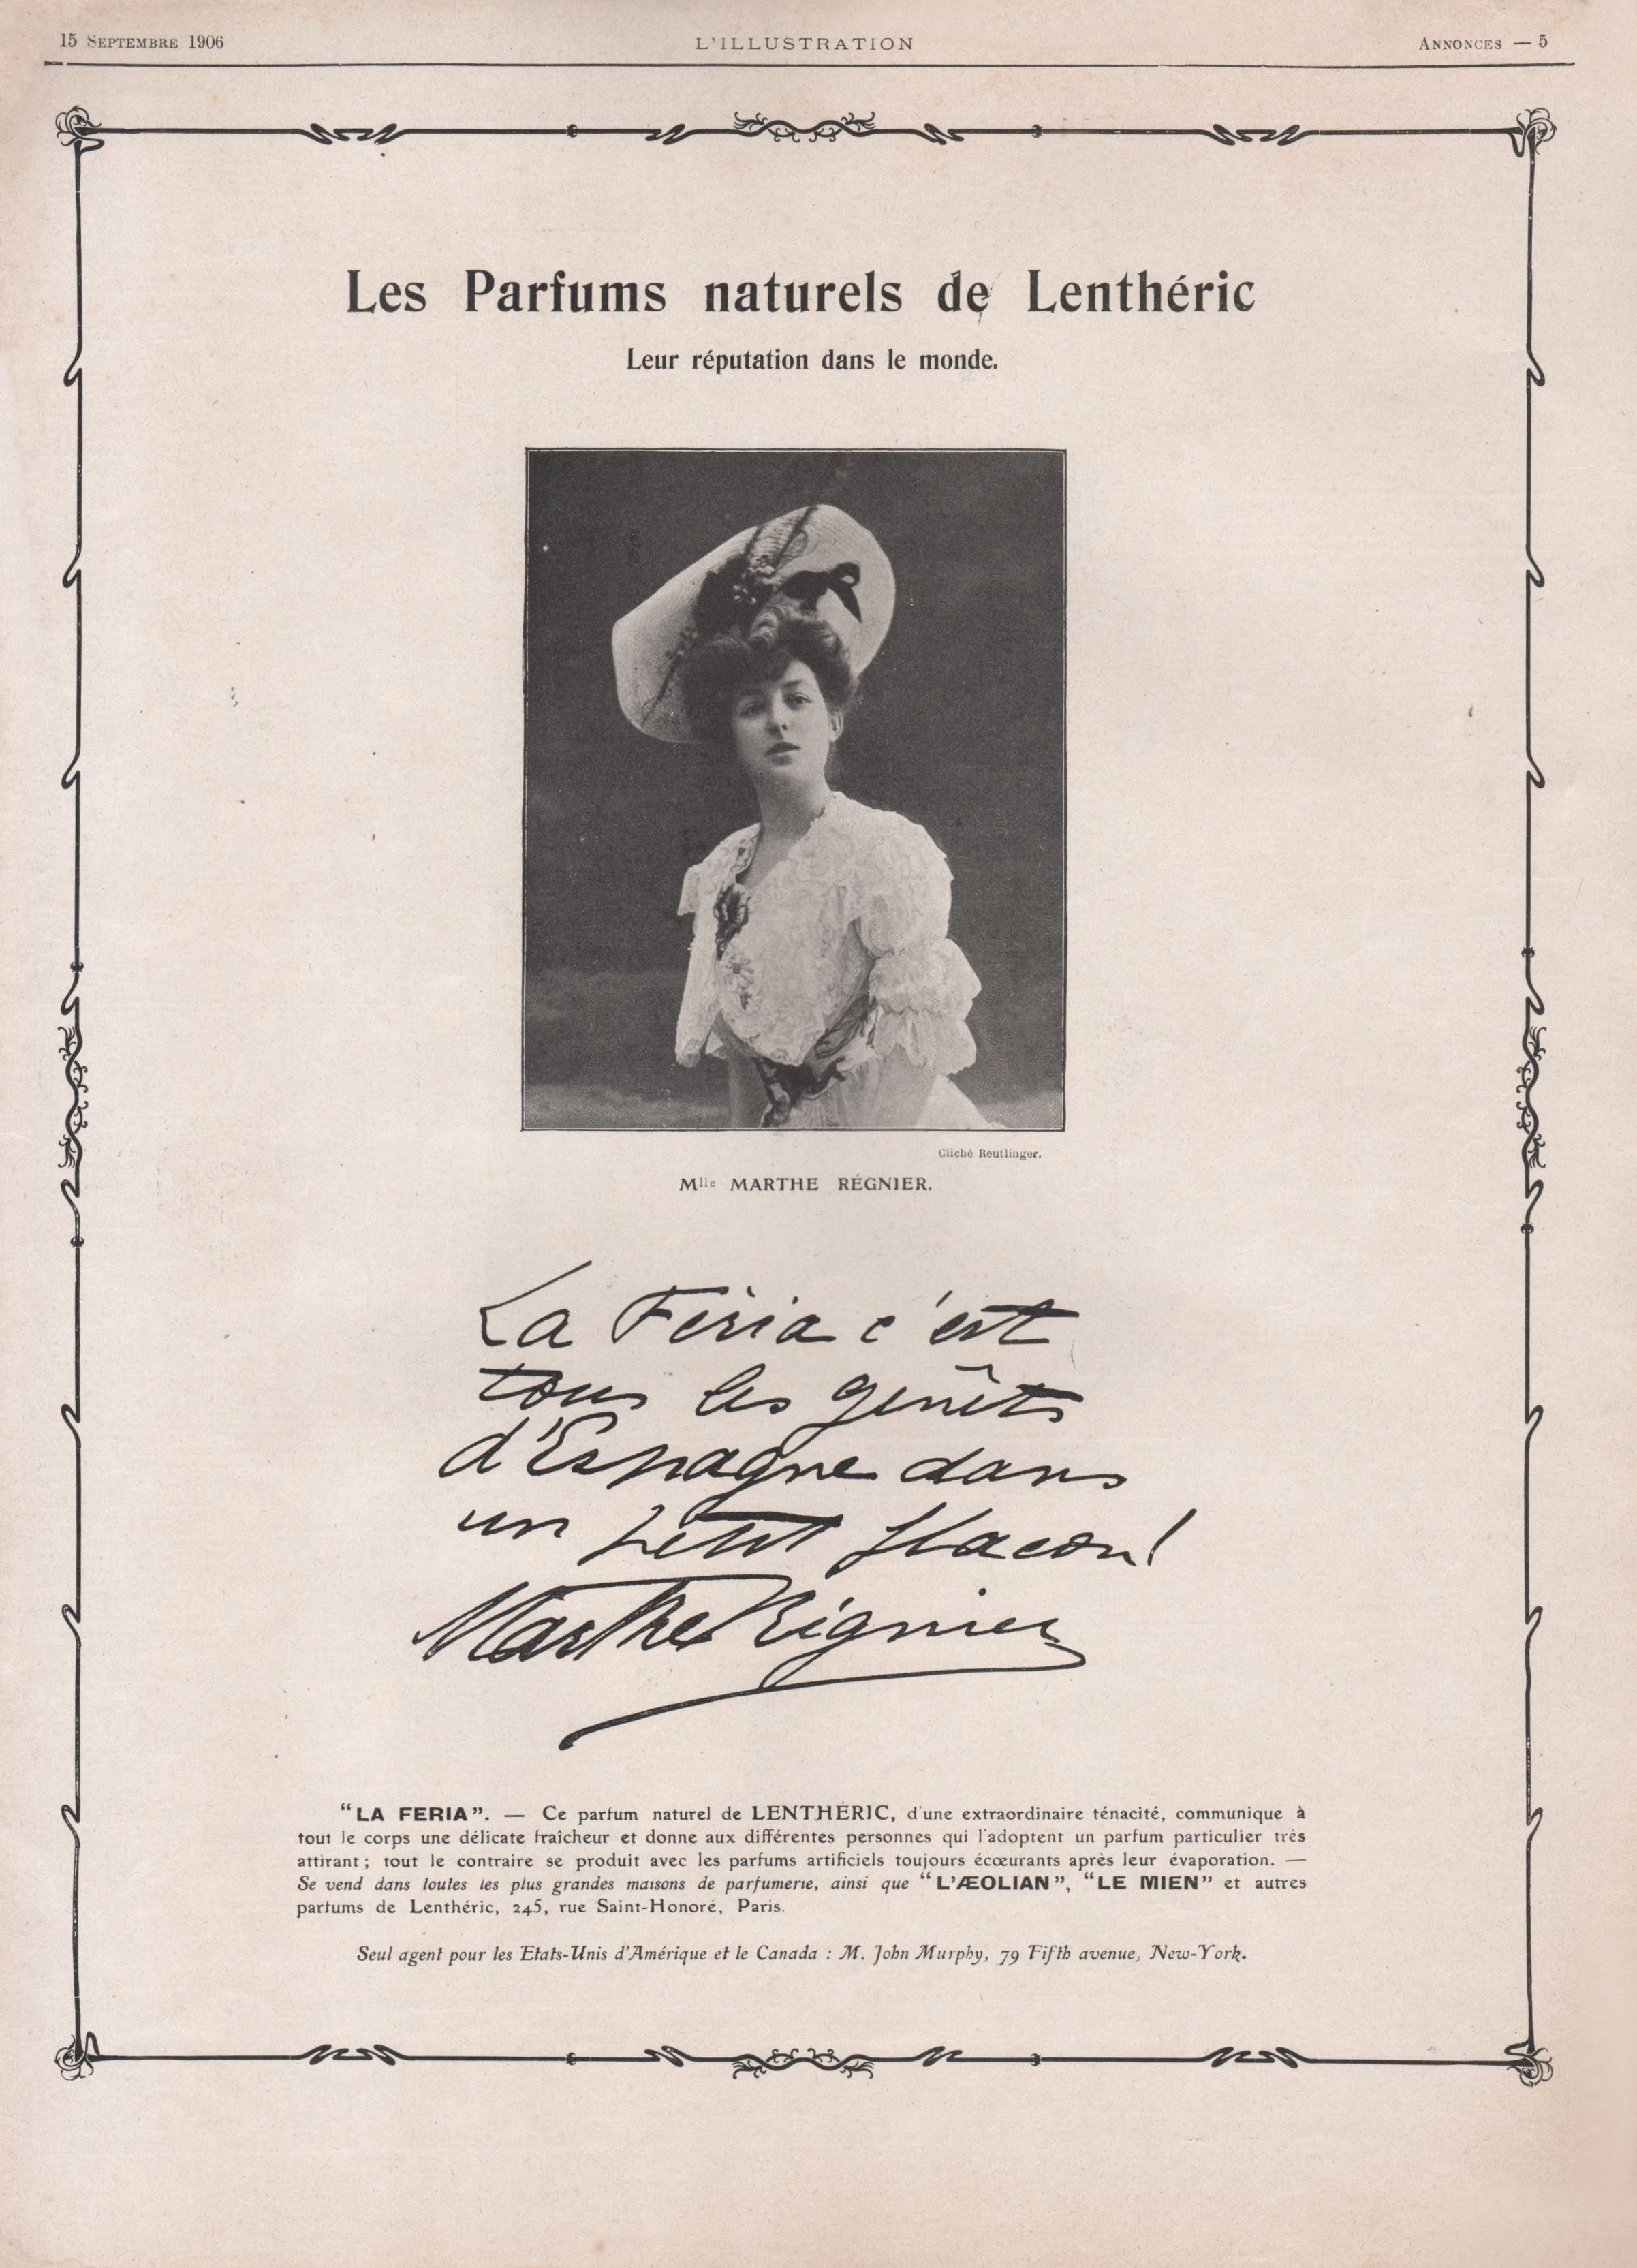 15 SEPTEMBRE 1906 L'ILLUSTRATION ANNONCES — 5
Les Parfums naturels de Lenthéric
Leur réputation dans le monde.
Cliché Reutlinger.
Mlle MARTHE RÉGNIER.
La Féria c'est
tous les genêts
d'Espagne dans
un petit flacon!
Marthe Régnier
“LA FERIA”. — Ce parfum naturel de LENTHÉRIC, d'une extraordinaire ténacité, communique à
tout le corps une délicate fraîcheur et donne aux différentes personnes qui l'adoptent un parfum particulier très
attirant ; tout le contraire se produit avec les parfums artificiels toujours écœurants après leur évaporation. —
Se vend dans toutes les plus grandes maisons de parfumerie, ainsi que “L'ÆOLIAN”, “LE MIEN” et autres
parfums de Lenthéric, 245, rue Saint-Honoré, Paris.
Seul agent pour les Etats-Unis d'Amérique et le Canada : M. John Murphy, 79 Fifth avenue, New-York.